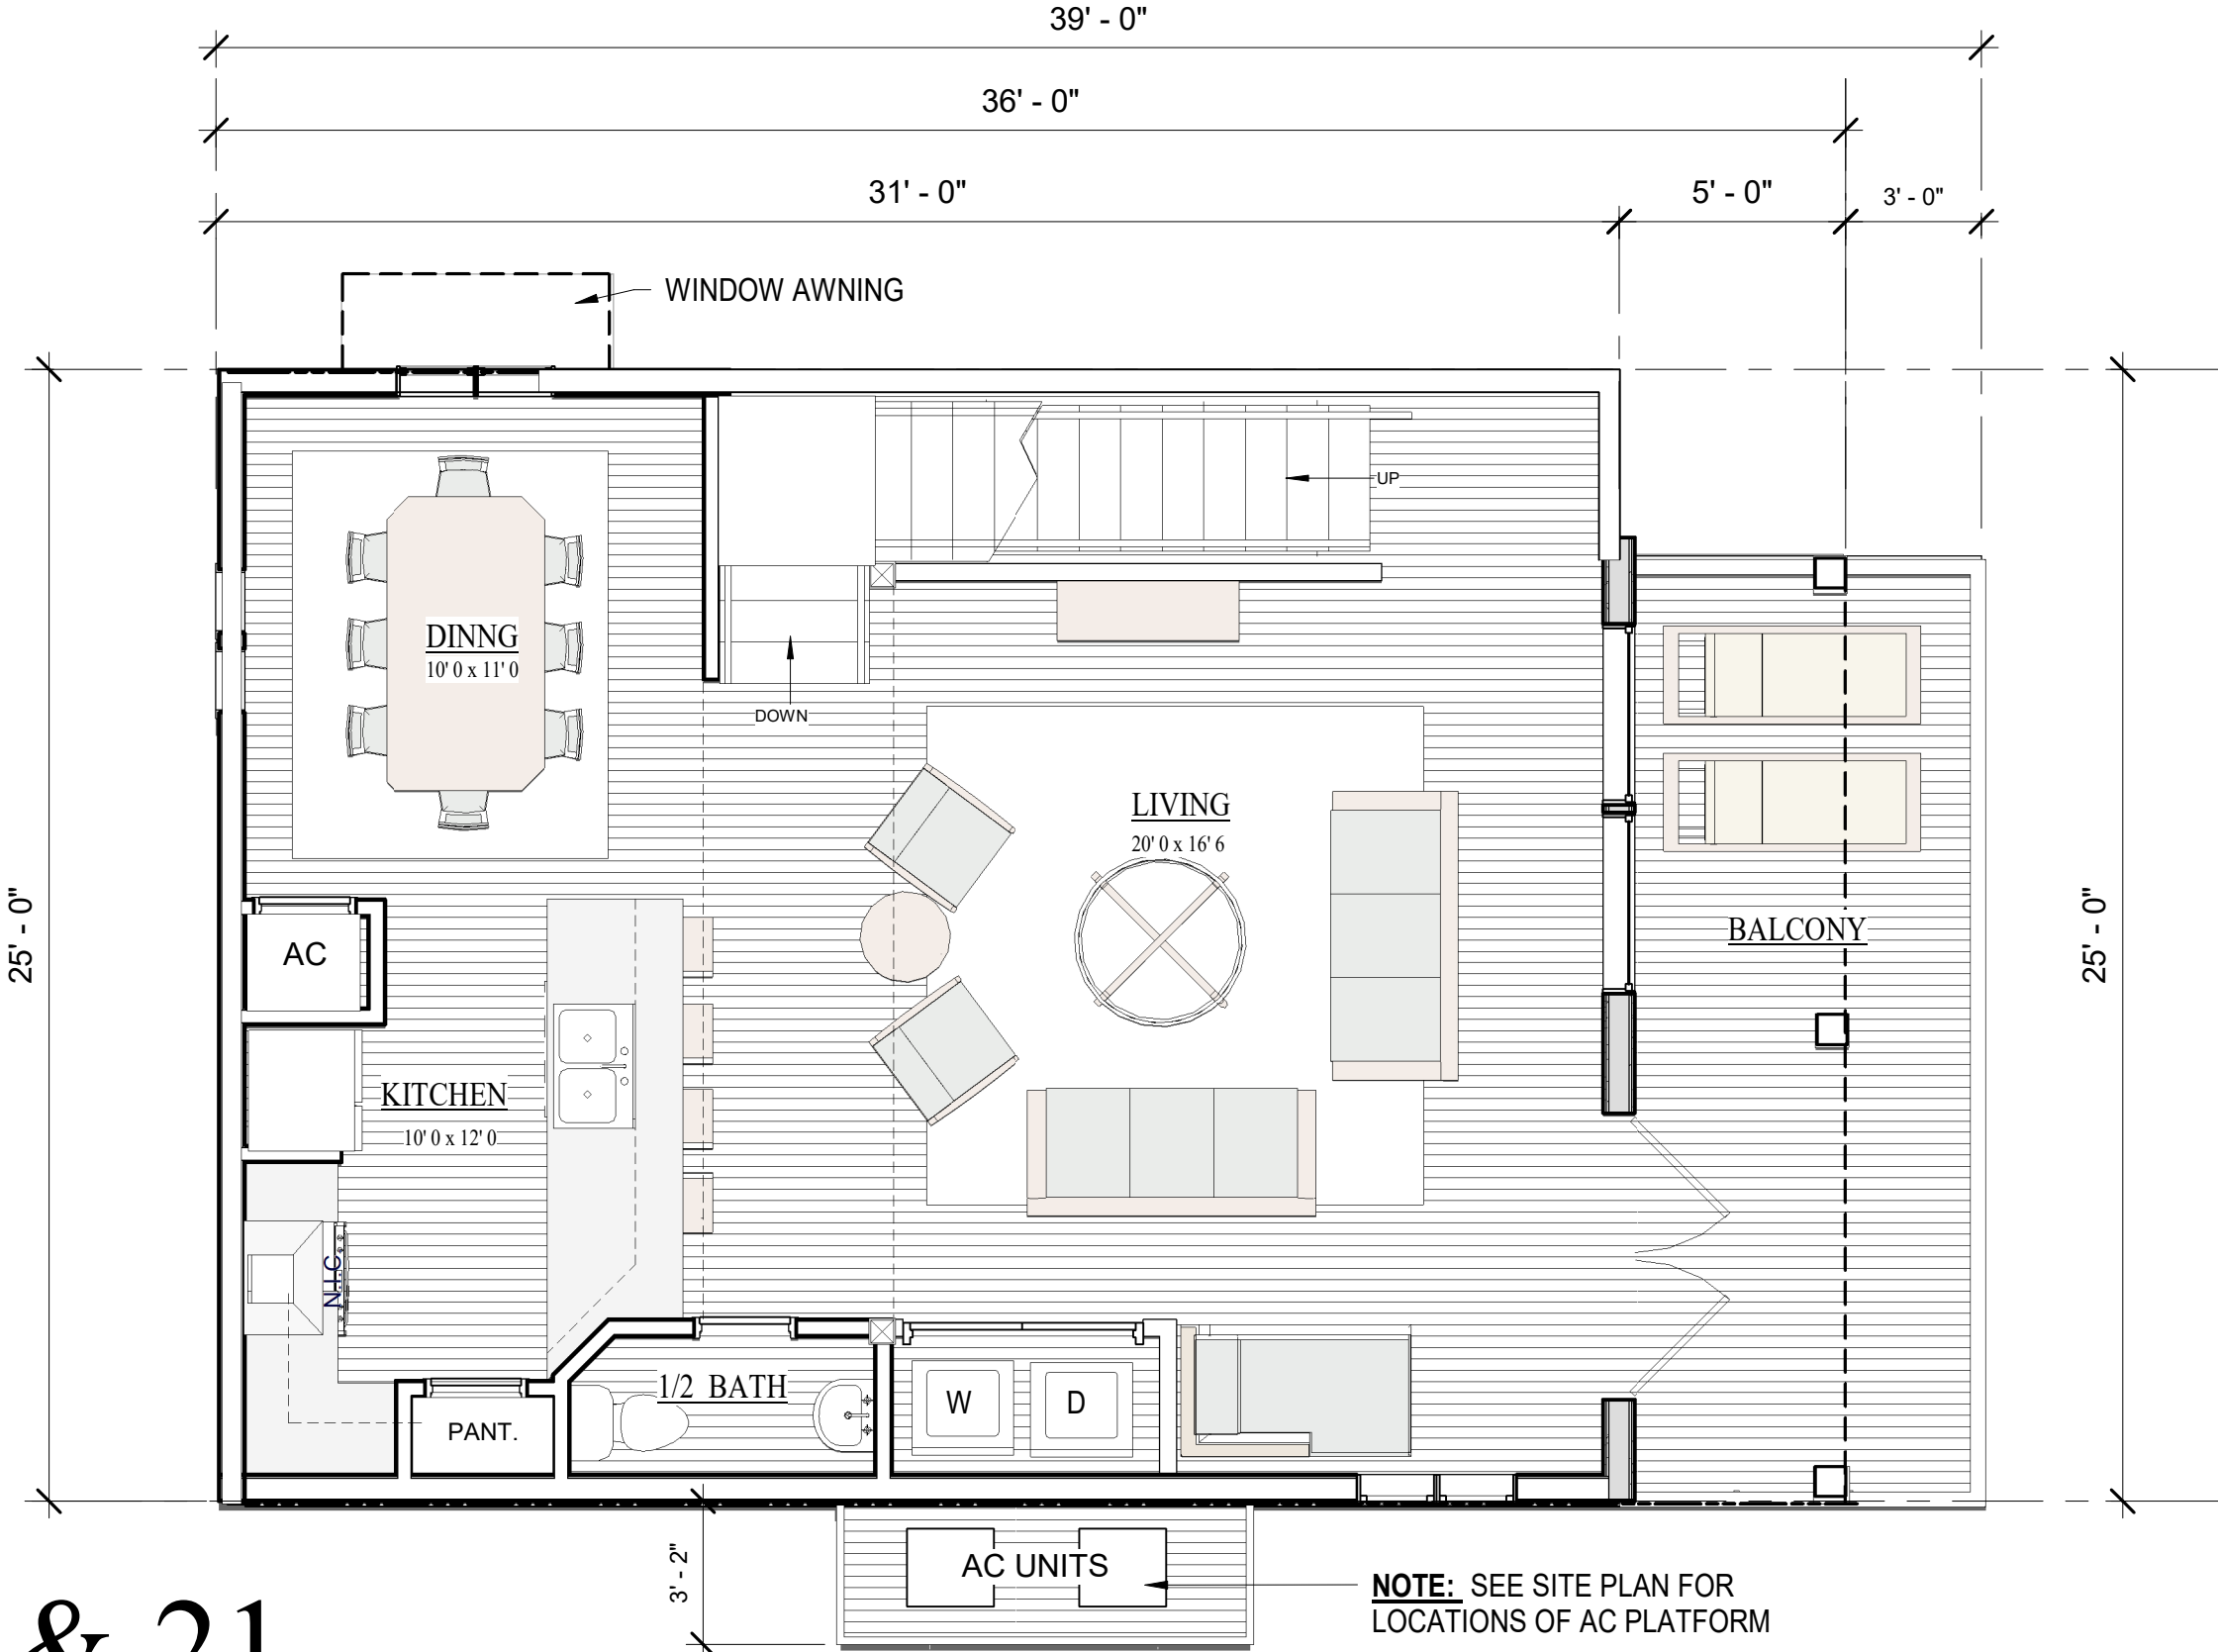 39' - 0"
36' - 0"
31' - 0"
5' - 0"
3' - 0"
WINDOW AWNING
UP
DINNG
10' 0 x 11' 0
DOWN
LIVING
20' 0 x 16' 6
25' - 0"
25' - 0"
BALCONY
AC
KITCHEN
10' 0 x 12' 0
N.I.C
1/2 BATH
W
D
PANT.
3' - 2"
AC UNITS
NOTE: SEE SITE PLAN FOR
LOCATIONS OF AC PLATFORM
& 21